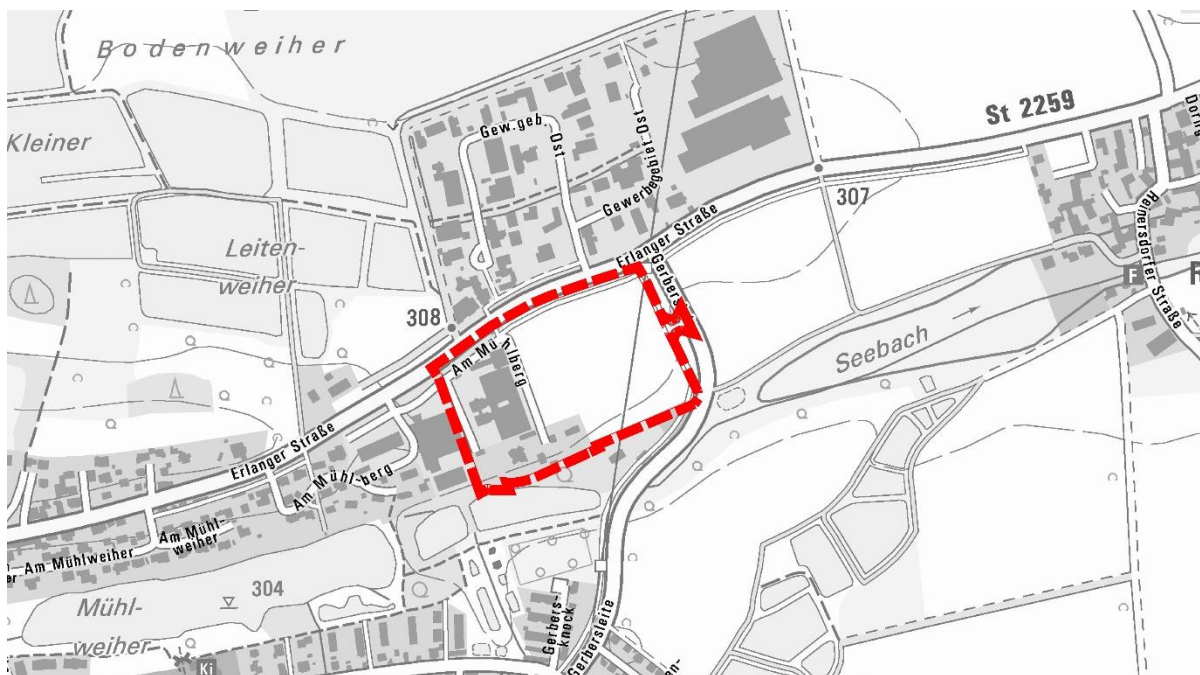 Bodenweiher
Kleiner
Gew.geb.
Ost
Gewerbegebiet Ost
Gewerbegebiet
St 2259
Leiten-
weiher
Erlanger Straße
307
308
Gerbers
Am Mühlberg
Seebach
Reinersdorfer Straße
F
R
Erlanger Straße
Am Mühl-berg
Am Mühl-
weiher
Am Mühlweiher
304
Mühl-
weiher
Ki
Gerbers-
knock
Gerbersleite